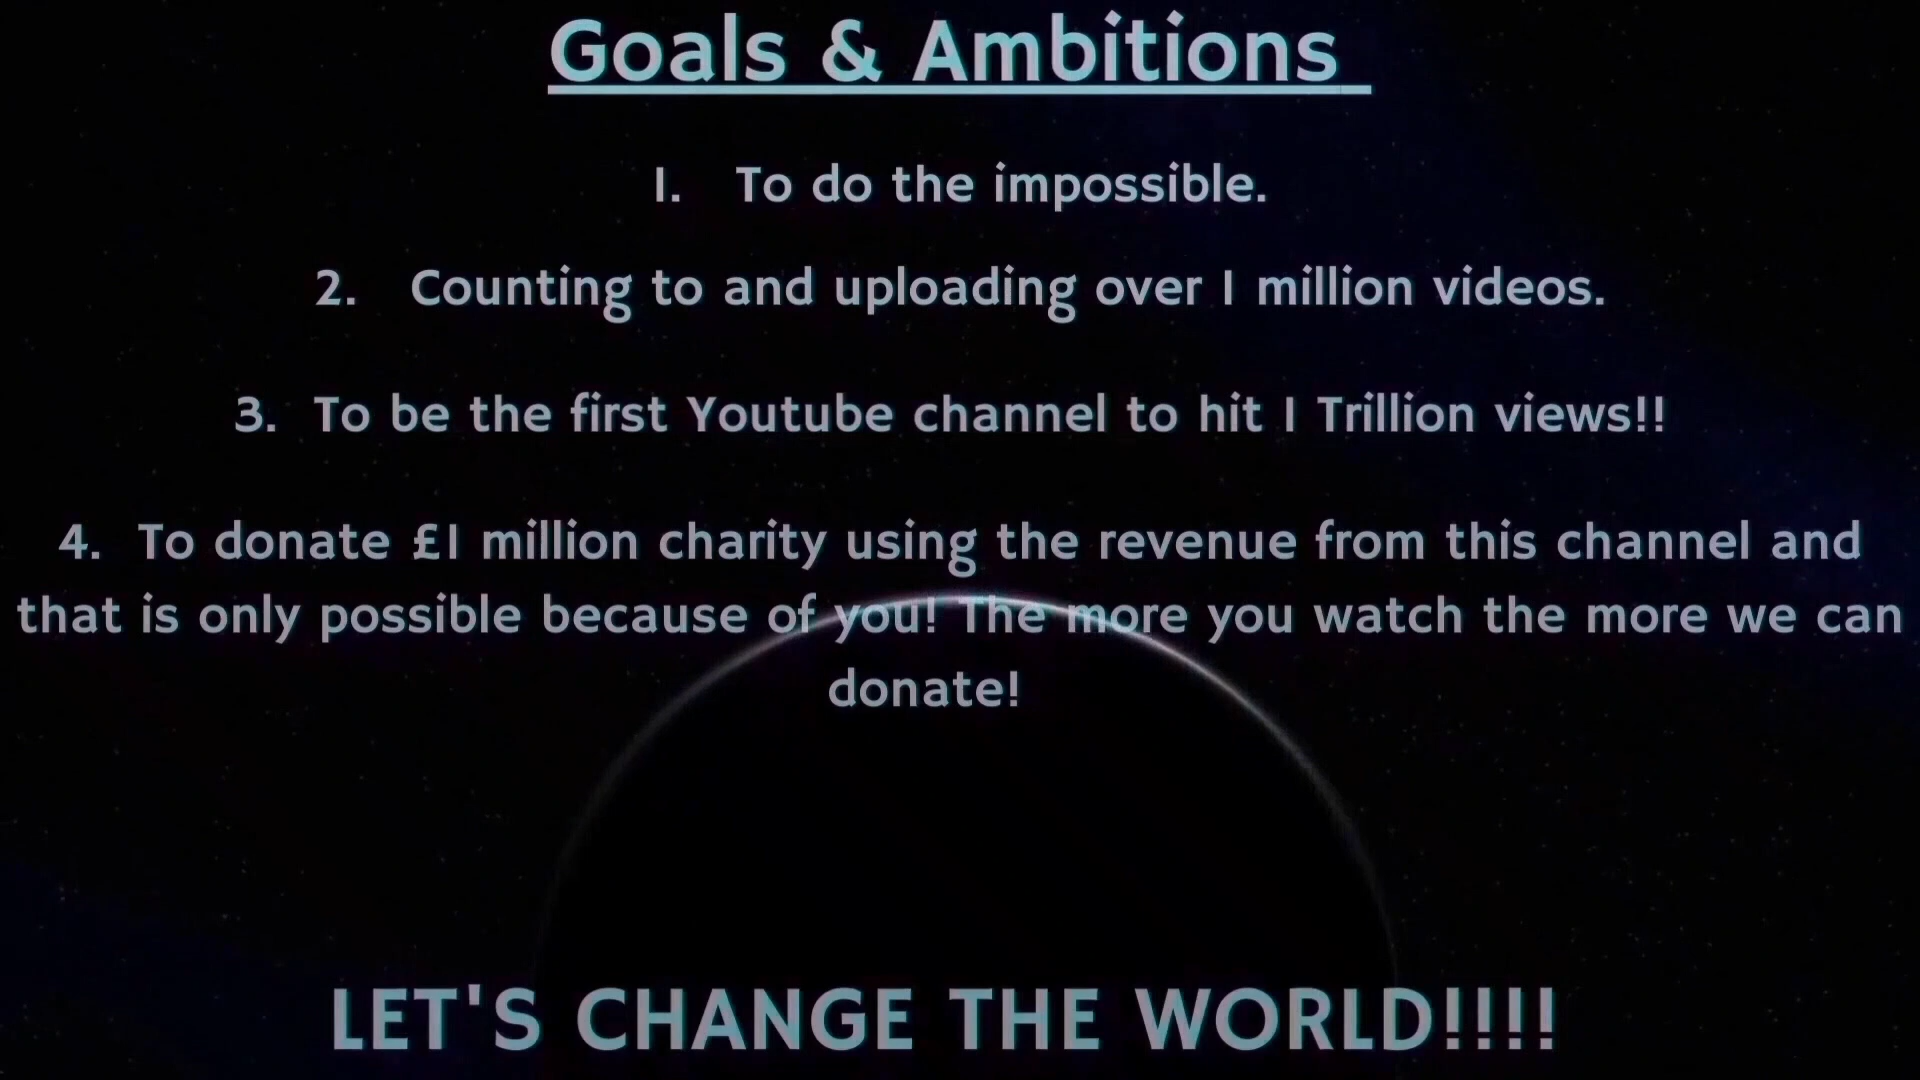 Goals & Ambitions
1. To do the impossible.
2. Counting to and uploading over 1 million videos.
3. To be the first Youtube channel to hit 1 Trillion views!!
4. To donate £1 million charity using the revenue from this channel and
that is only possible because of you! The more you watch the more we can
donate!
LET'S CHANGE THE WORLD!!!!